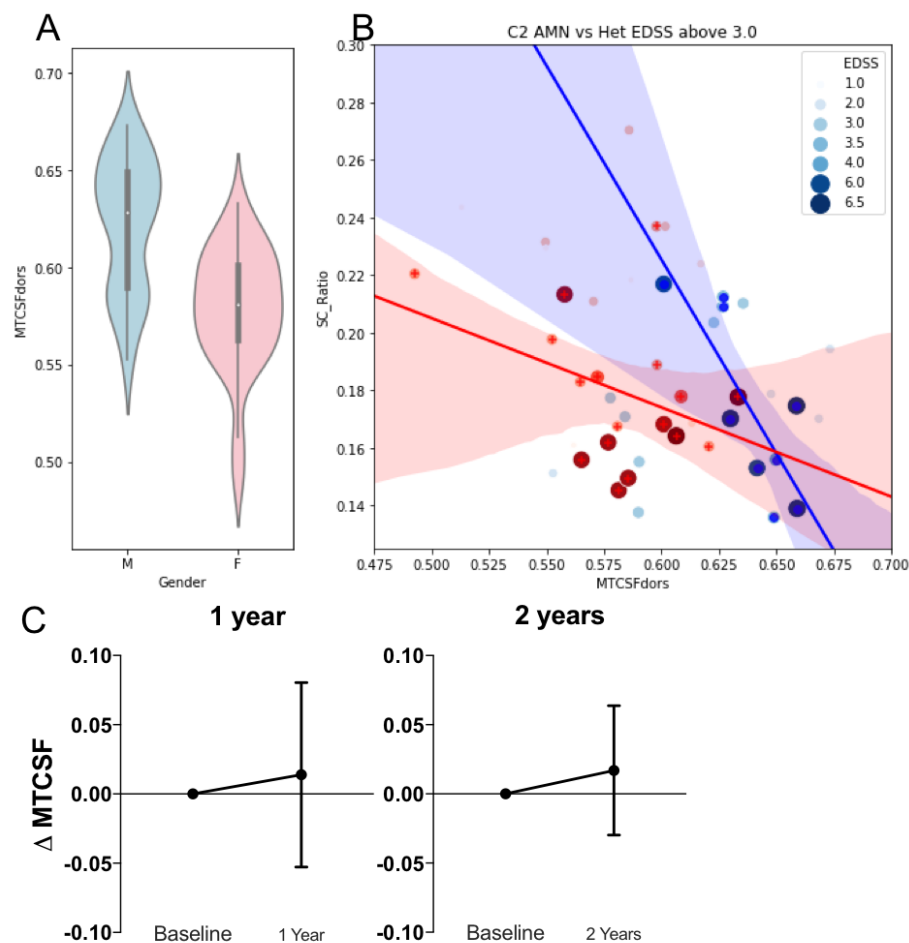 A
0.70
0.65
0.60
0.55
0.50
MTCSFdors
M
F
Gender
B
C2 AMN vs Het EDSS above 3.0
0.30
0.28
0.26
0.24
0.22
0.20
0.18
0.16
0.14
SC_Ratio
EDSS
1.0
2.0
3.0
3.5
4.0
6.0
6.5
0.475
0.500
0.525
0.550
0.575
0.600
0.625
0.650
0.675
0.700
MTCSFdors
C
1 year
0.10
0.05
0.00
-0.05
-0.10
Δ MTCSF
Baseline
1 Year
2 years
0.10
0.05
0.00
-0.05
-0.10
Baseline
2 Years